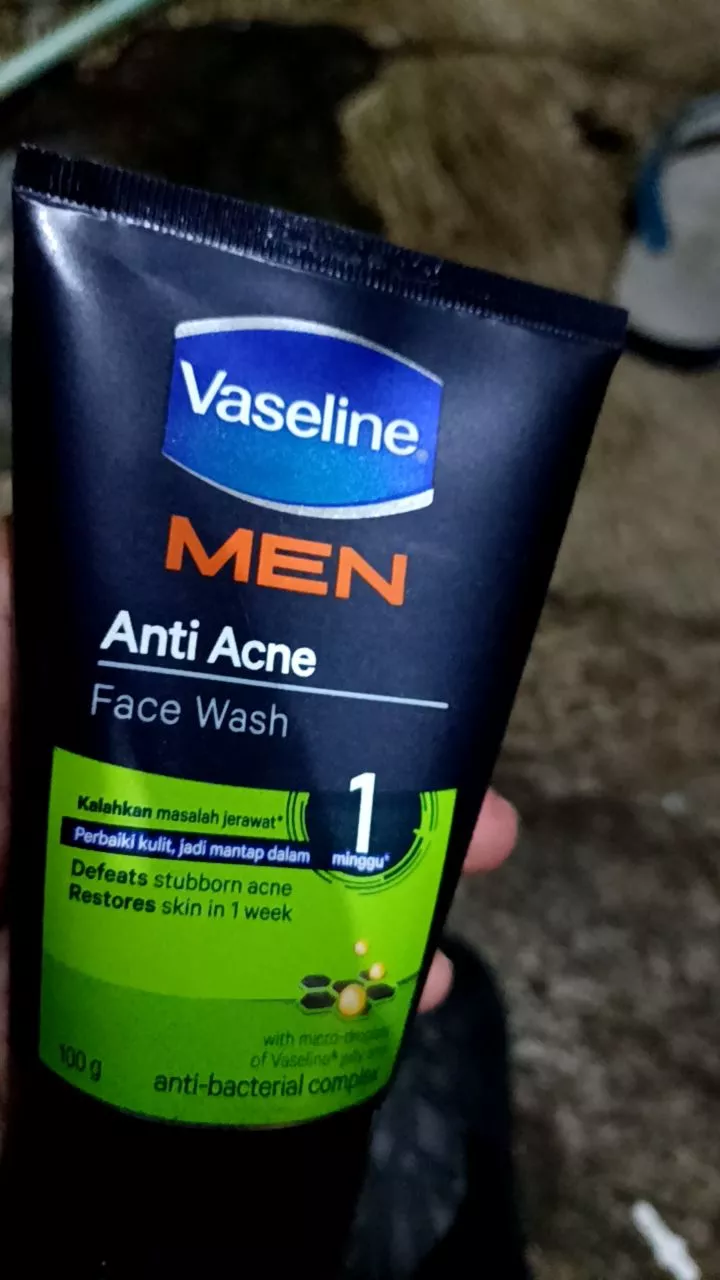 Vaseline®
MEN
Anti Acne
Face Wash
Kalahkan masalah jerawat*
Perbaiki kulit, jadi mantap dalam
1
minggu*
Defeats stubborn acne
Restores skin in 1 week
with micro-droplets
of Vaseline® jelly and
anti-bacterial complex
100 g